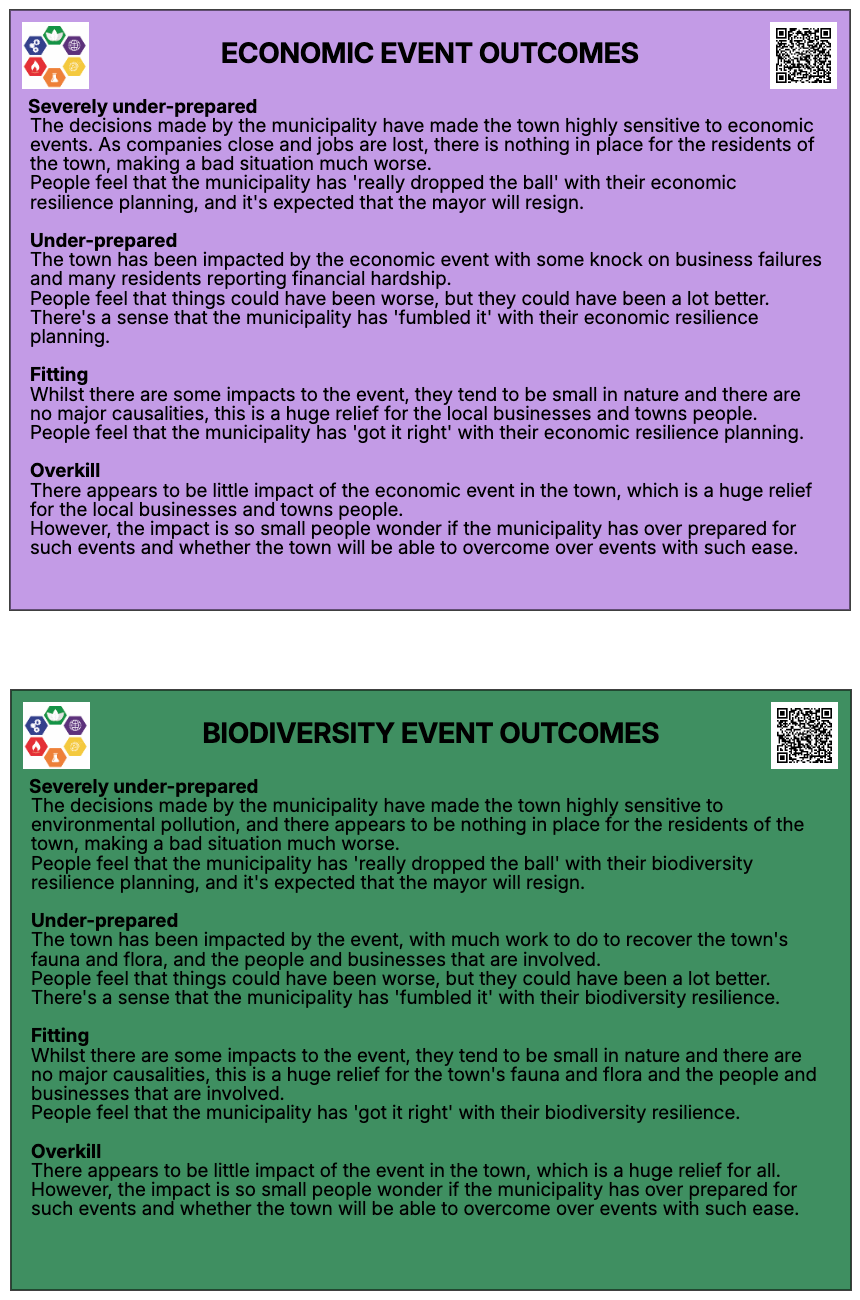 ECONOMIC EVENT OUTCOMES
Severely under-prepared
The decisions made by the municipality have made the town highly sensitive to economic
events. As companies close and jobs are lost, there is nothing in place for the residents of
the town, making a bad situation much worse.
People feel that the municipality has 'really dropped the ball' with their economic
resilience planning, and it's expected that the mayor will resign.
Under-prepared
The town has been impacted by the economic event with some knock on business failures
and many residents reporting financial hardship.
People feel that things could have been worse, but they could have been a lot better.
There's a sense that the municipality has 'fumbled it' with their economic resilience
planning.
Fitting
Whilst there are some impacts to the event, they tend to be small in nature and there are
no major causalities, this is a huge relief for the local businesses and towns people.
People feel that the municipality has 'got it right' with their economic resilience planning.
Overkill
There appears to be little impact of the economic event in the town, which is a huge relief
for the local businesses and towns people.
However, the impact is so small people wonder if the municipality has over prepared for
such events and whether the town will be able to overcome over events with such ease.
BIODIVERSITY EVENT OUTCOMES
Severely under-prepared
The decisions made by the municipality have made the town highly sensitive to
environmental pollution, and there appears to be nothing in place for the residents of the
town, making a bad situation much worse.
People feel that the municipality has 'really dropped the ball' with their biodiversity
resilience planning, and it's expected that the mayor will resign.
Under-prepared
The town has been impacted by the event, with much work to do to recover the town's
fauna and flora, and the people and businesses that are involved.
People feel that things could have been worse, but they could have been a lot better.
There's a sense that the municipality has 'fumbled it' with their biodiversity resilience.
Fitting
Whilst there are some impacts to the event, they tend to be small in nature and there are
no major causalities, this is a huge relief for the town's fauna and flora and the people and
businesses that are involved.
People feel that the municipality has 'got it right' with their biodiversity resilience.
Overkill
There appears to be little impact of the event in the town, which is a huge relief for all.
However, the impact is so small people wonder if the municipality has over prepared for
such events and whether the town will be able to overcome over events with such ease.